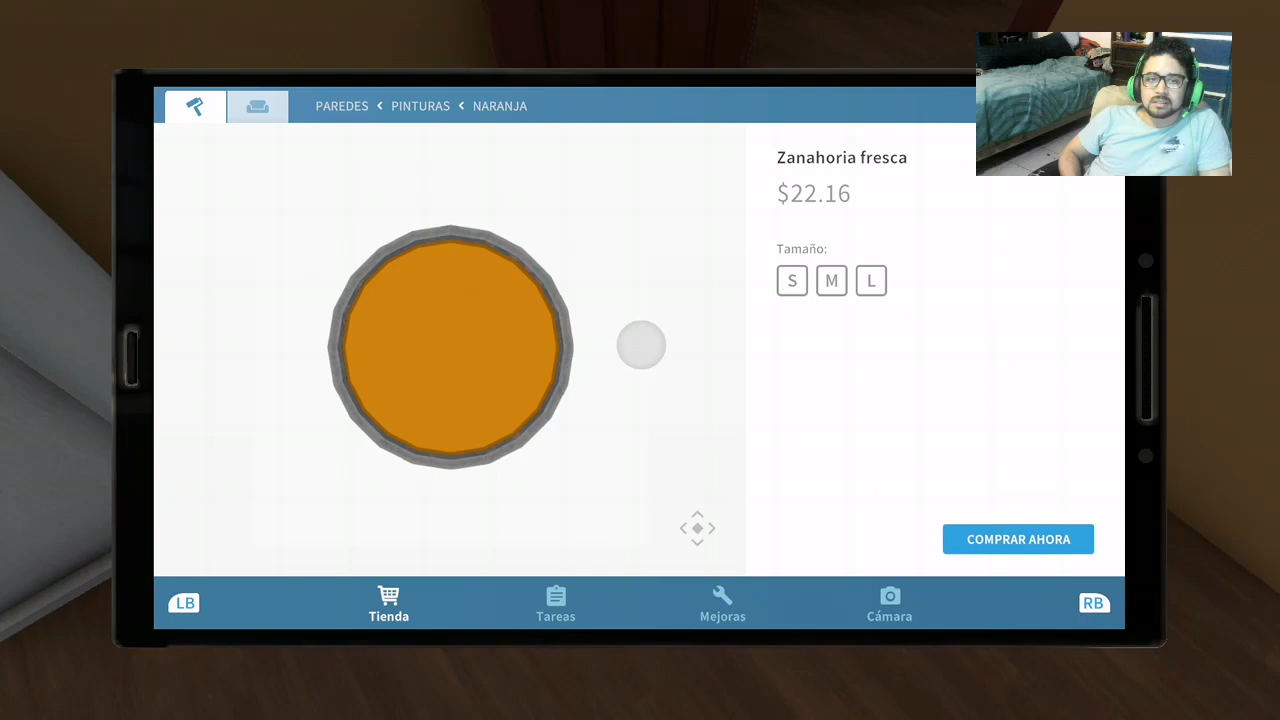 PAREDES < PINTURAS < NARANJA
Zanahoria fresca
$22.16
Tamaño:
S M L
COMPRAR AHORA
LB
Tienda
Tareas
Mejoras
Cámara
RB